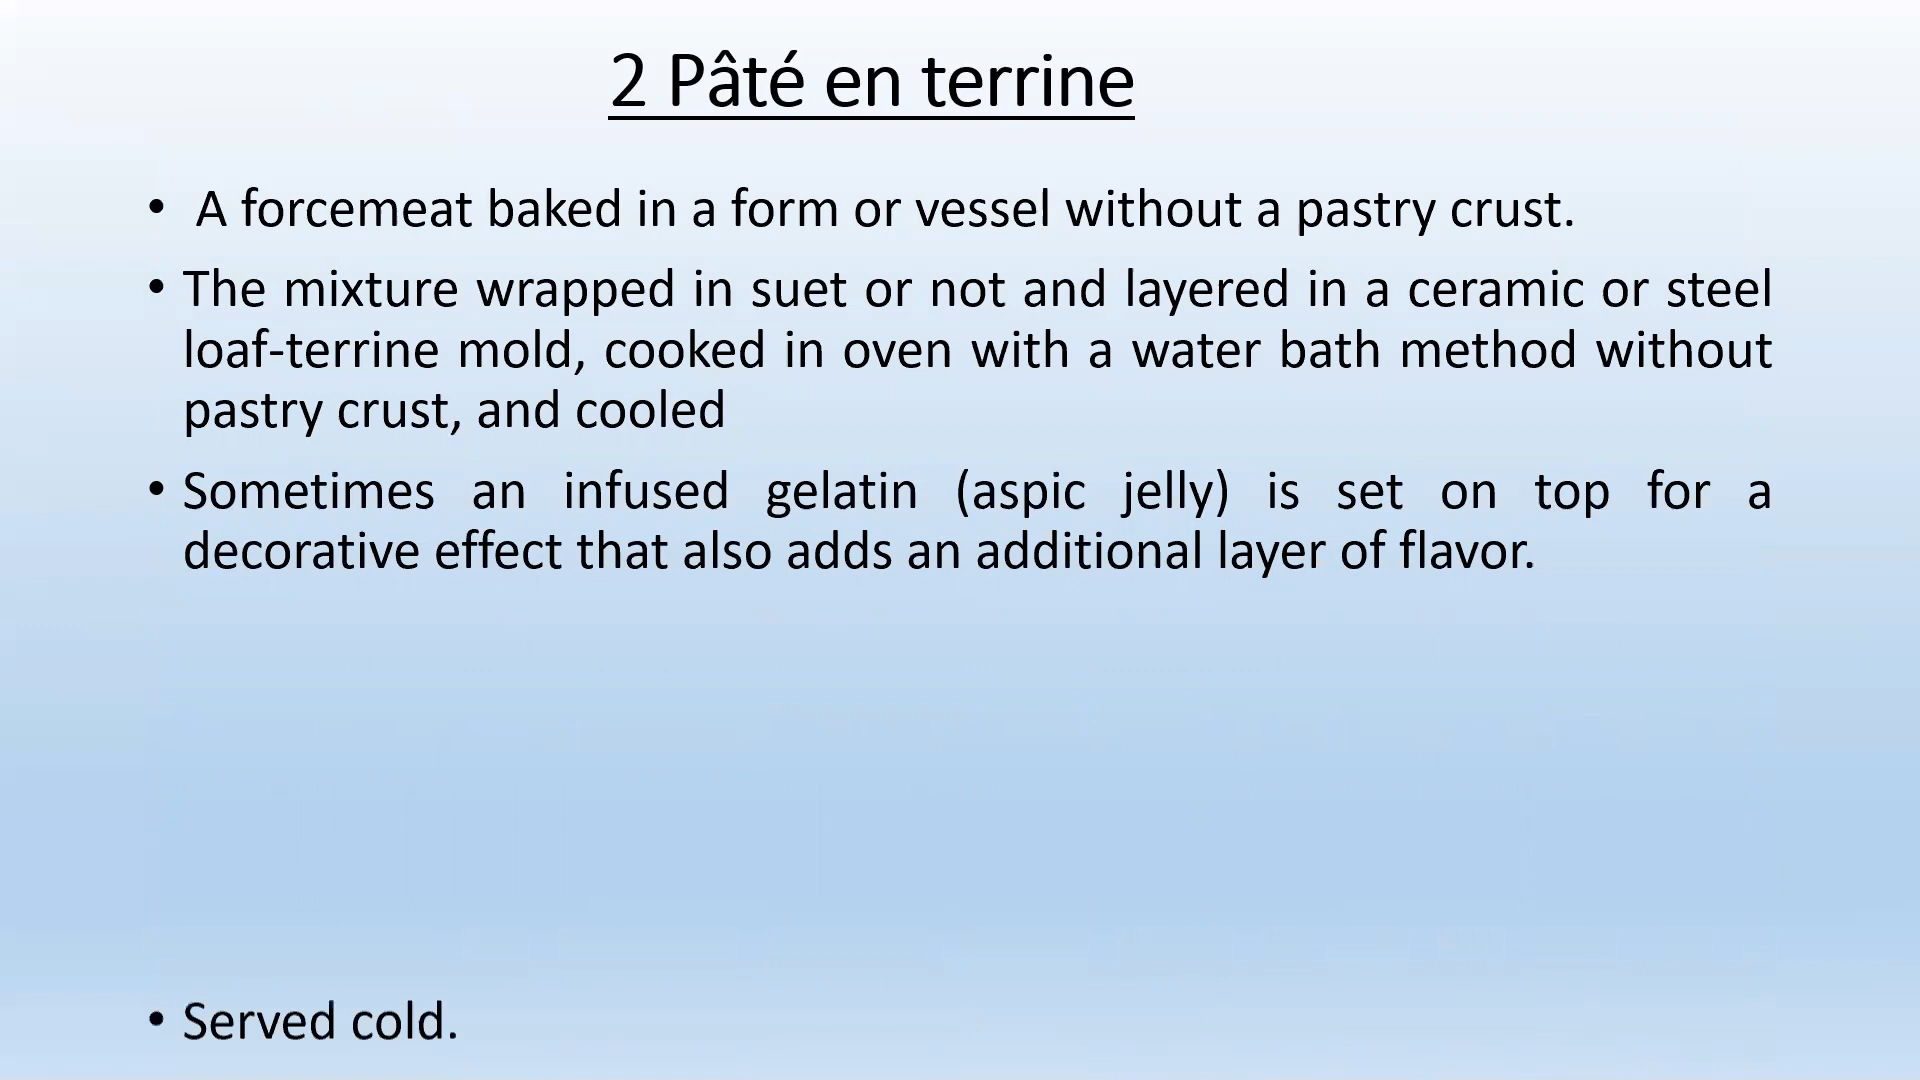 2 Pâté en terrine
• A forcemeat baked in a form or vessel without a pastry crust.
• The mixture wrapped in suet or not and layered in a ceramic or steel
loaf-terrine mold, cooked in oven with a water bath method without
pastry crust, and cooled
• Sometimes an infused gelatin (aspic jelly) is set on top for a
decorative effect that also adds an additional layer of flavor.
• Served cold.